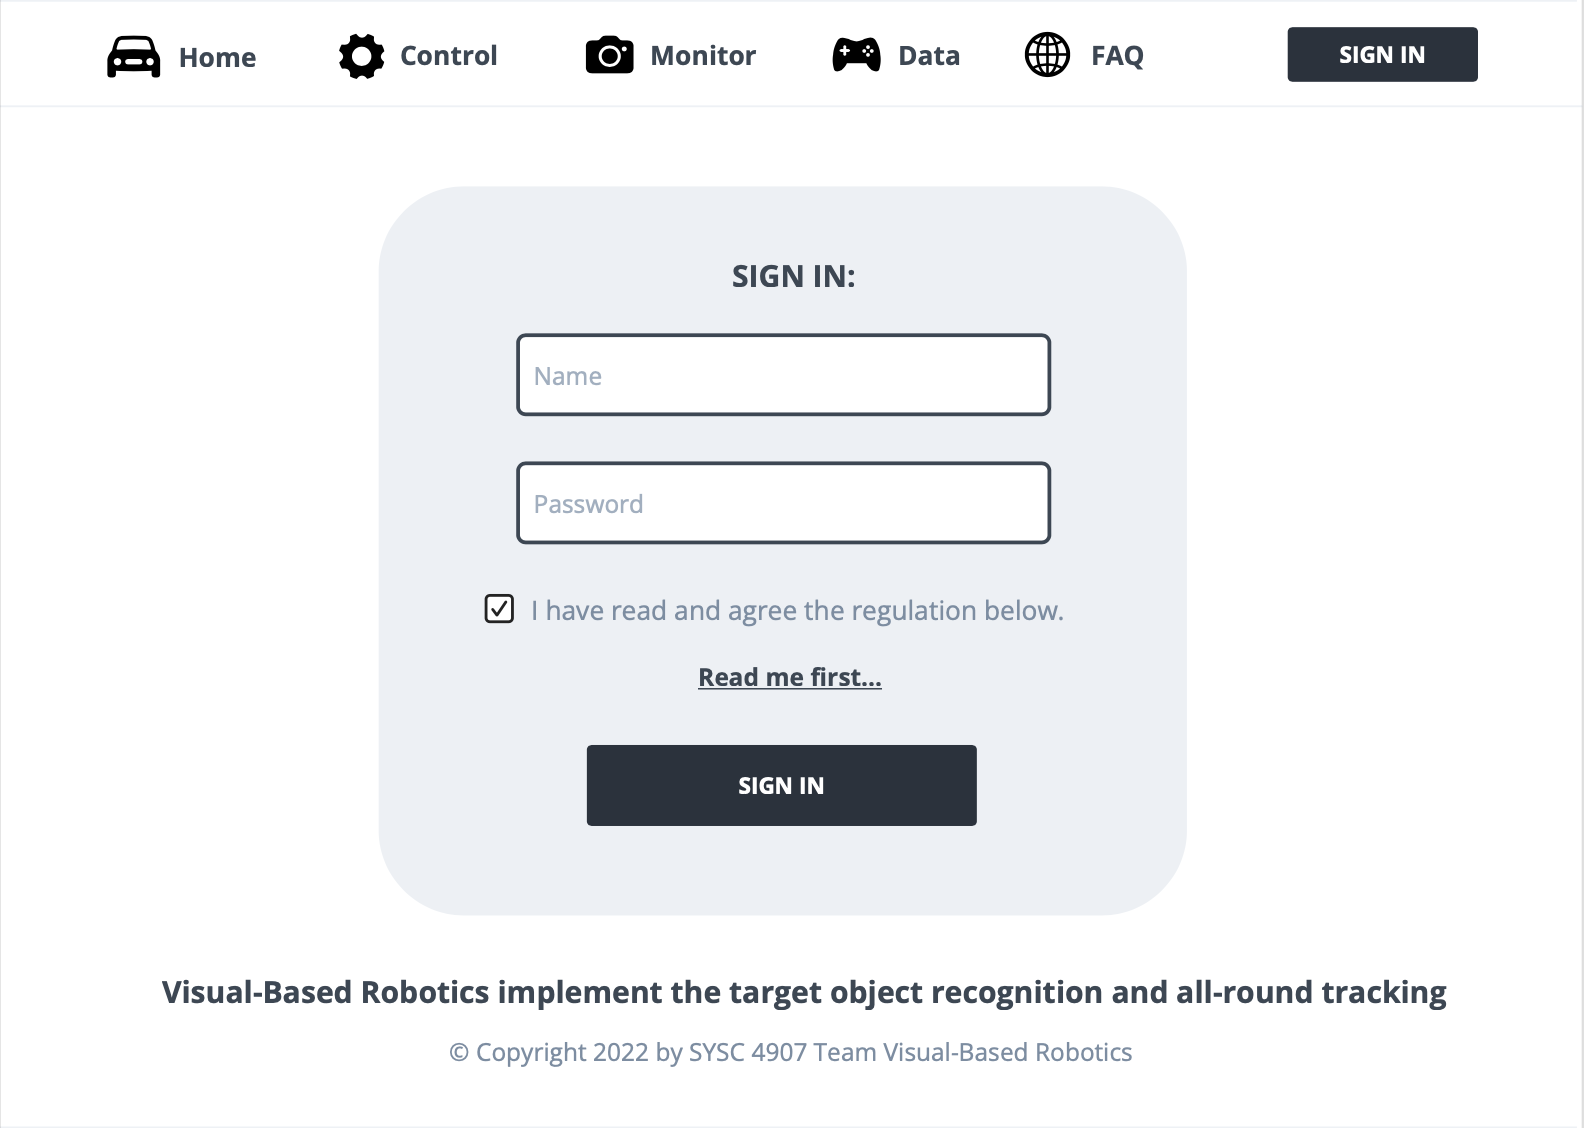 Home Control Monitor Data FAQ SIGN IN
SIGN IN:
Name
Password
I have read and agree the regulation below.
Read me first...
SIGN IN
Visual-Based Robotics implement the target object recognition and all-round tracking
© Copyright 2022 by SYSC 4907 Team Visual-Based Robotics